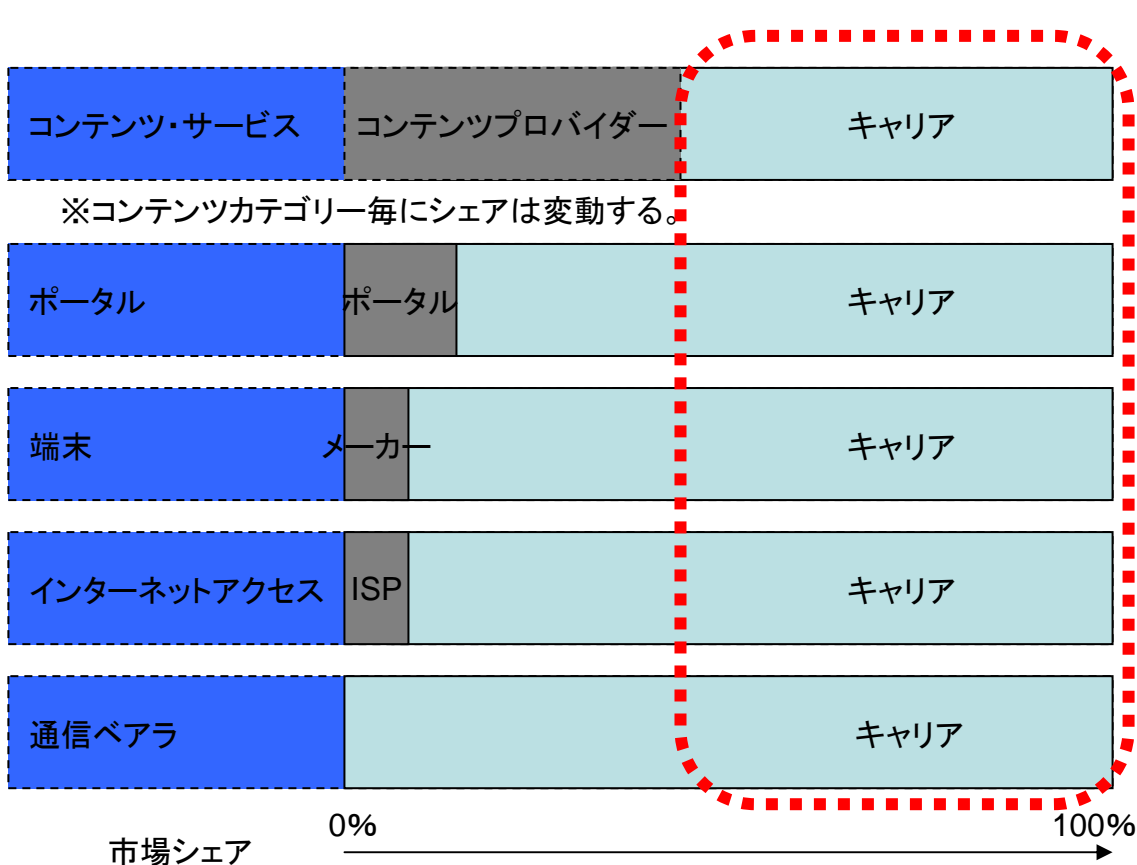 コンテンツ・サービス コンテンツプロバイダー キャリア
※コンテンツカテゴリー毎にシェアは変動する。
ポータル ポータル キャリア
端末 メーカー キャリア
インターネットアクセス ISP キャリア
通信ベアラ キャリア
0% 100%
市場シェア